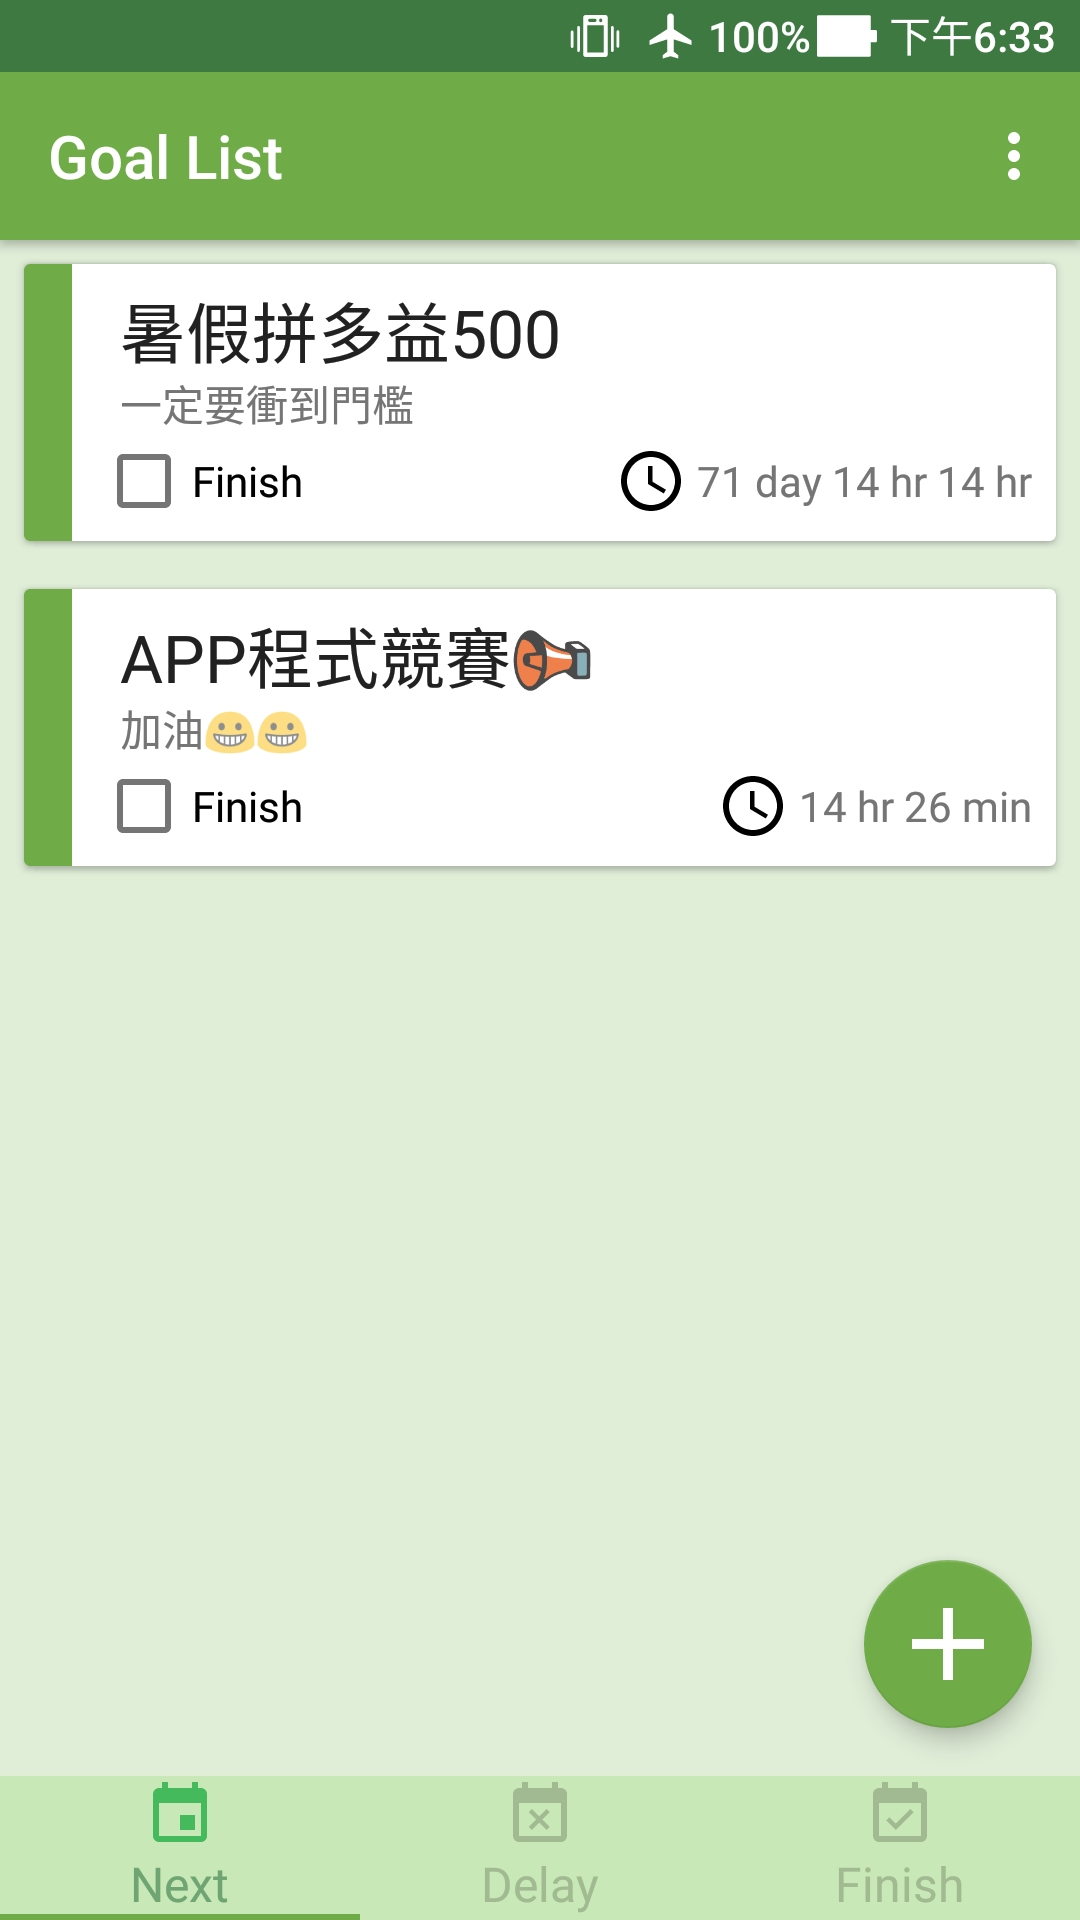 100% 下午6:33
Goal List
暑假拼多益500
一定要衝到門檻
Finish 71 day 14 hr 14 hr
APP程式競賽
加油😀😀
Finish 14 hr 26 min
Next Delay Finish